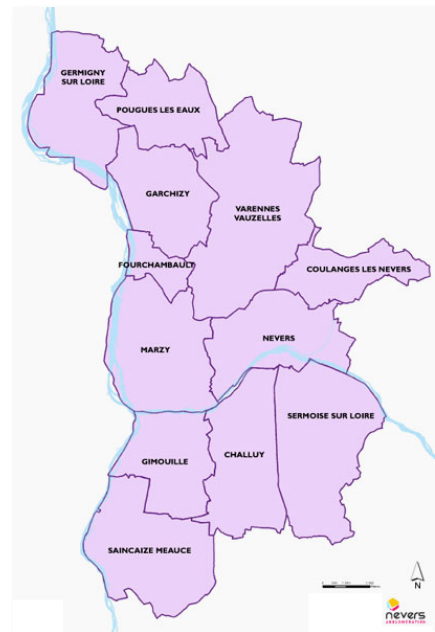 GERMIGNY
SUR LOIRE
POUGUES LES EAUX
GARCHIZY
VARENNES
VAUZELLES
FOURCHAMBAULT
COULANGES LES NEVERS
NEVERS
MARZY
SERMOISE SUR LOIRE
CHALLUY
GIMOUILLE
SAINCAIZE MEAUCE
N
nevers
AGGLOMÉRATION